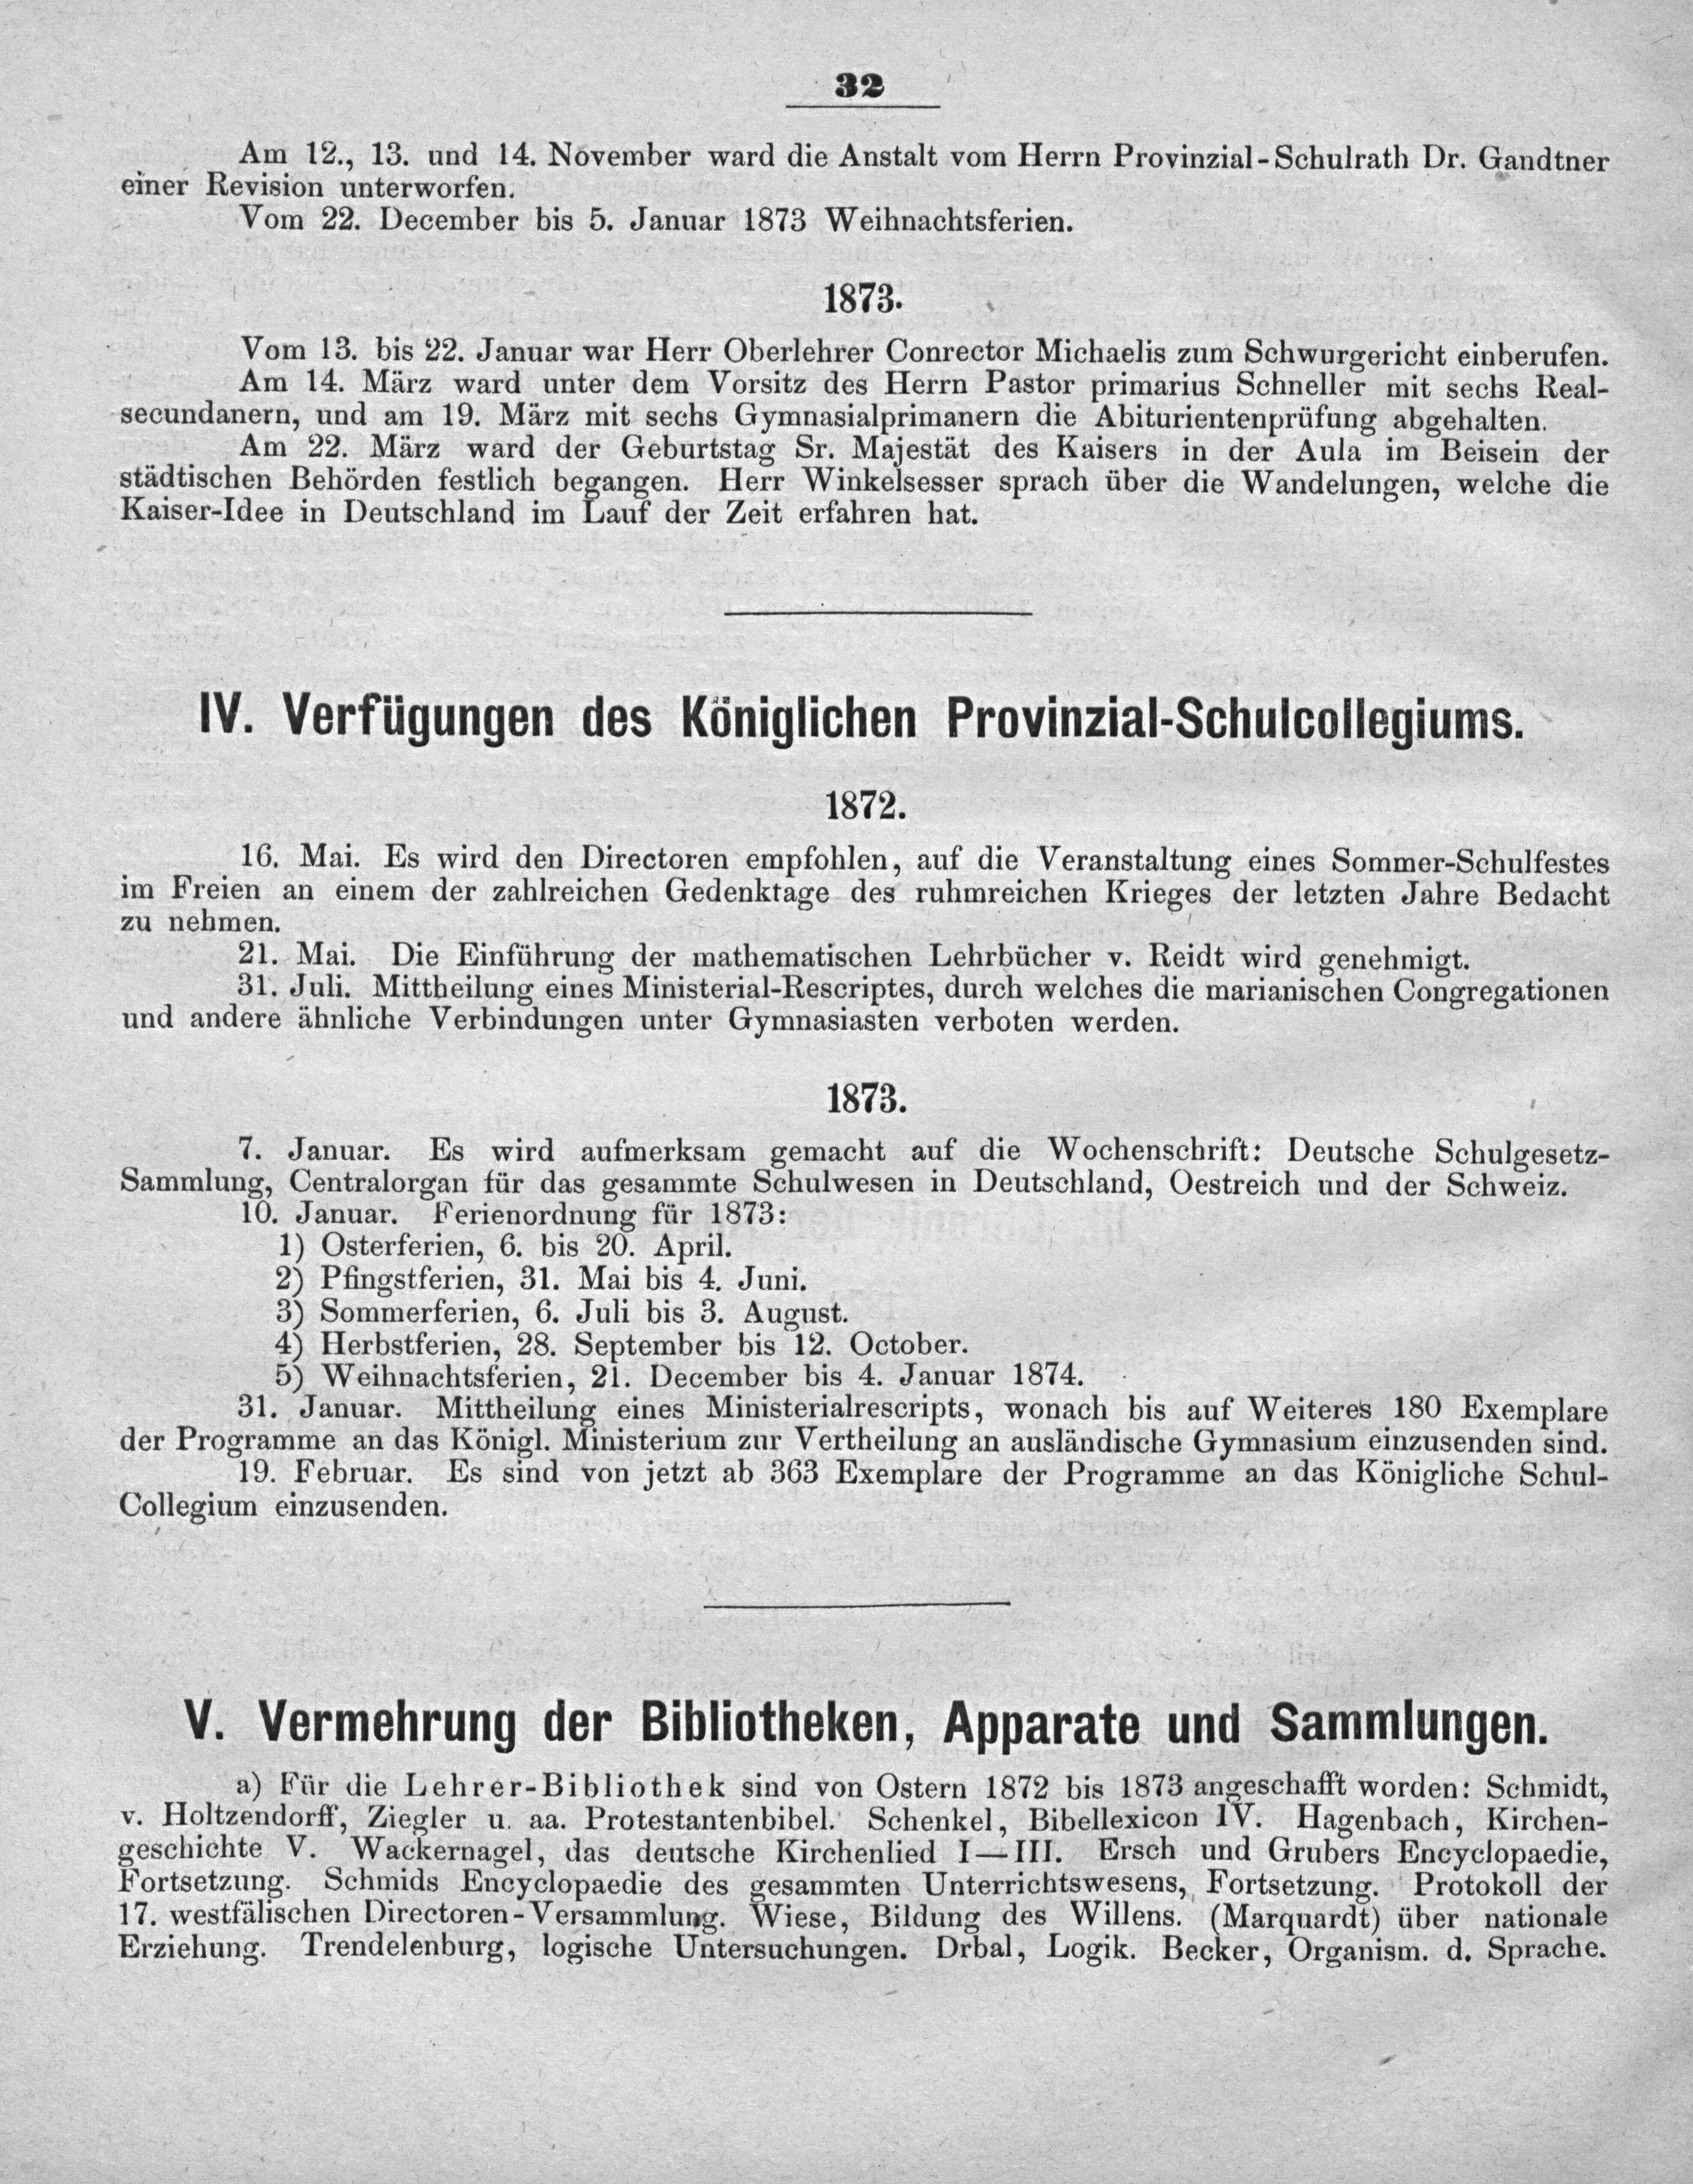 32
Am 12., 13. und 14. November ward die Anstalt vom Herrn Provinzial-Schulrath Dr. Gandtner
einer Revision unterworfen.
Vom 22. December bis 5. Januar 1873 Weihnachtsferien.
1873.
Vom 13. bis 22. Januar war Herr Oberlehrer Conrector Michaelis zum Schwurgericht einberufen.
Am 14. März ward unter dem Vorsitz des Herrn Pastor primarius Schneller mit sechs Real-
secundanern, und am 19. März mit sechs Gymnasialprimanern die Abiturientenprüfung abgehalten.
Am 22. März ward der Geburtstag Sr. Majestät des Kaisers in der Aula im Beisein der
städtischen Behörden festlich begangen. Herr Winkelsesser sprach über die Wandelungen, welche die
Kaiser-Idee in Deutschland im Lauf der Zeit erfahren hat.
IV. Verfügungen des Königlichen Provinzial-Schulcollegiums.
1872.
16. Mai. Es wird den Directoren empfohlen, auf die Veranstaltung eines Sommer-Schulfestes
im Freien an einem der zahlreichen Gedenktage des ruhmreichen Krieges der letzten Jahre Bedacht
zu nehmen.
21. Mai. Die Einführung der mathematischen Lehrbücher v. Reidt wird genehmigt.
31. Juli. Mittheilung eines Ministerial-Rescriptes, durch welches die marianischen Congregationen
und andere ähnliche Verbindungen unter Gymnasiasten verboten werden.
1873.
7. Januar. Es wird aufmerksam gemacht auf die Wochenschrift: Deutsche Schulgesetz-
Sammlung, Centralorgan für das gesammte Schulwesen in Deutschland, Oestreich und der Schweiz.
10. Januar. Ferienordnung für 1873:
1) Osterferien, 6. bis 20. April.
2) Pfingstferien, 31. Mai bis 4. Juni.
3) Sommerferien, 6. Juli bis 3. August.
4) Herbstferien, 28. September bis 12. October.
5) Weihnachtsferien, 21. December bis 4. Januar 1874.
31. Januar. Mittheilung eines Ministerialrescripts, wonach bis auf Weiteres 180 Exemplare
der Programme an das Königl. Ministerium zur Vertheilung an ausländische Gymnasium einzusenden sind.
19. Februar. Es sind von jetzt ab 363 Exemplare der Programme an das Königliche Schul-
Collegium einzusenden.
V. Vermehrung der Bibliotheken, Apparate und Sammlungen.
a) Für die Lehrer-Bibliothek sind von Ostern 1872 bis 1873 angeschafft worden: Schmidt,
v. Holtzendorff, Ziegler u. aa. Protestantenbibel. Schenkel, Bibellexicon IV. Hagenbach, Kirchen-
geschichte V. Wackernagel, das deutsche Kirchenlied I—III. Ersch und Grubers Encyclopaedie,
Fortsetzung. Schmids Encyclopaedie des gesammten Unterrichtswesens, Fortsetzung. Protokoll der
17. westfälischen Directoren-Versammlung. Wiese, Bildung des Willens. (Marquardt) über nationale
Erziehung. Trendelenburg, logische Untersuchungen. Drbal, Logik. Becker, Organism. d. Sprache.